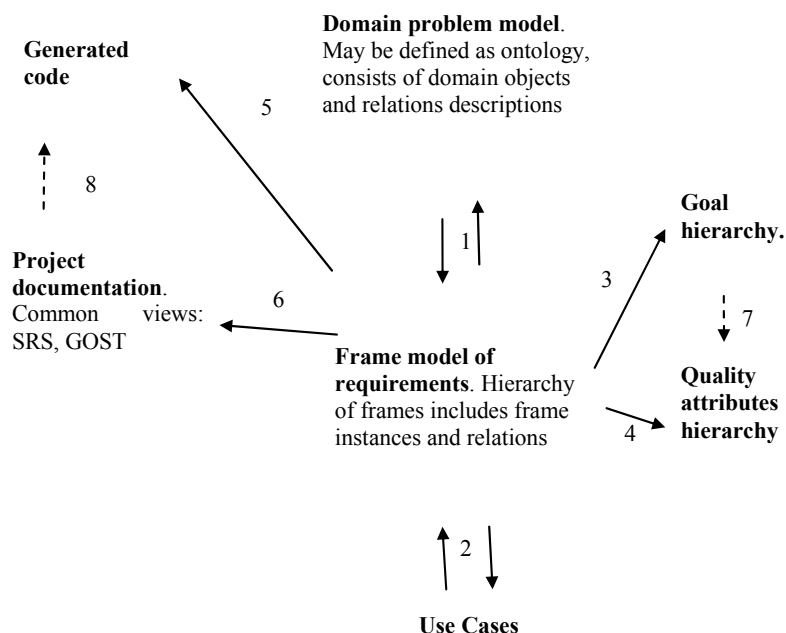 Domain problem model.
May be defined as ontology,
consists of domain objects
and relations descriptions
Generated
code
5
8
Goal
hierarchy.
1
3
Project
documentation.
Common views:
SRS, GOST
6
7
Frame model of
requirements. Hierarchy
of frames includes frame
instances and relations
Quality
attributes
hierarchy
4
2
Use Cases